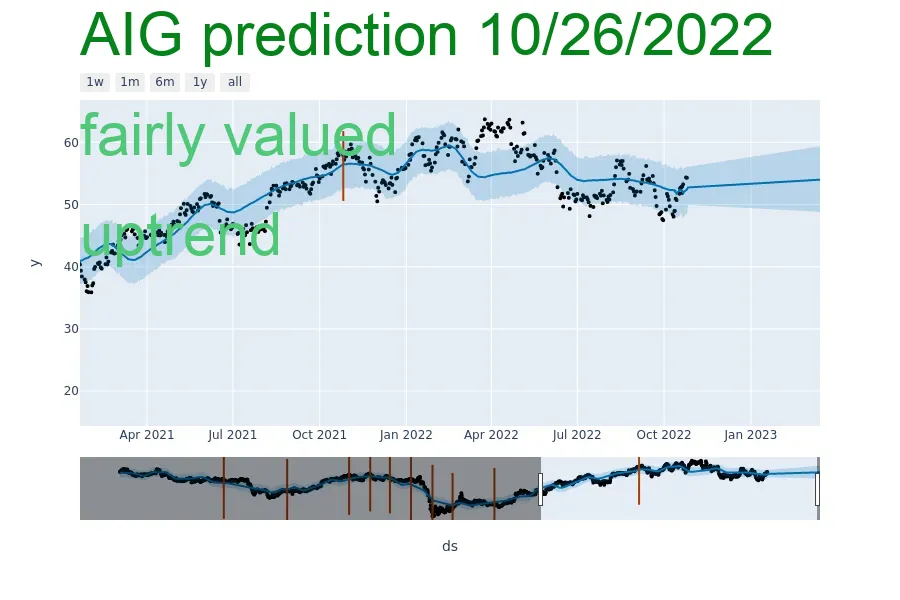 AIG prediction 10/26/2022
1w 1m 6m 1y all
fairly valued
uptrend
y
60
50
40
30
20
Apr 2021 Jul 2021 Oct 2021 Jan 2022 Apr 2022 Jul 2022 Oct 2022 Jan 2023
ds